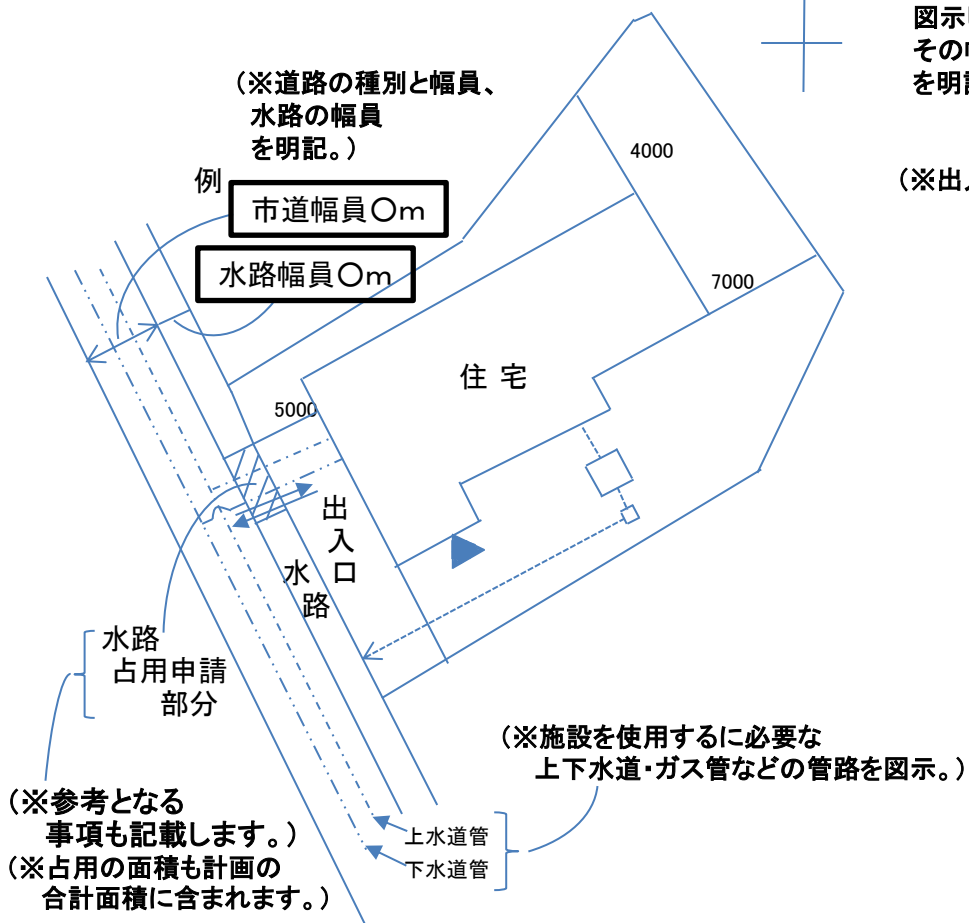 図示
その
を明
(※道路の種別と幅員、
水路の幅員
を明記。)
例
市道幅員〇m
水路幅員〇m
(※出
4000
7000
住宅
5000
出入口
水路
水路
占用申請
部分
(※施設を使用するに必要な
上下水道・ガス管などの管路を図示。)
(※参考となる
事項も記載します。)
(※占用の面積も計画の
合計面積に含まれます。)
上水道管
下水道管